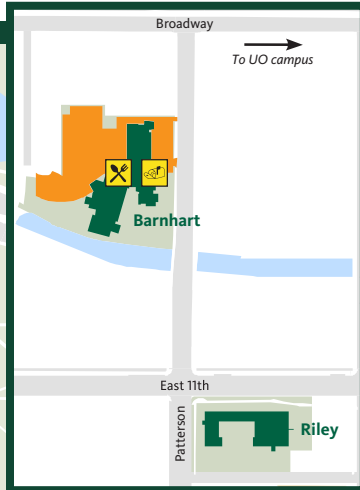 Broadway
To UO campus
Barnhart
East 11th
Patterson
Riley